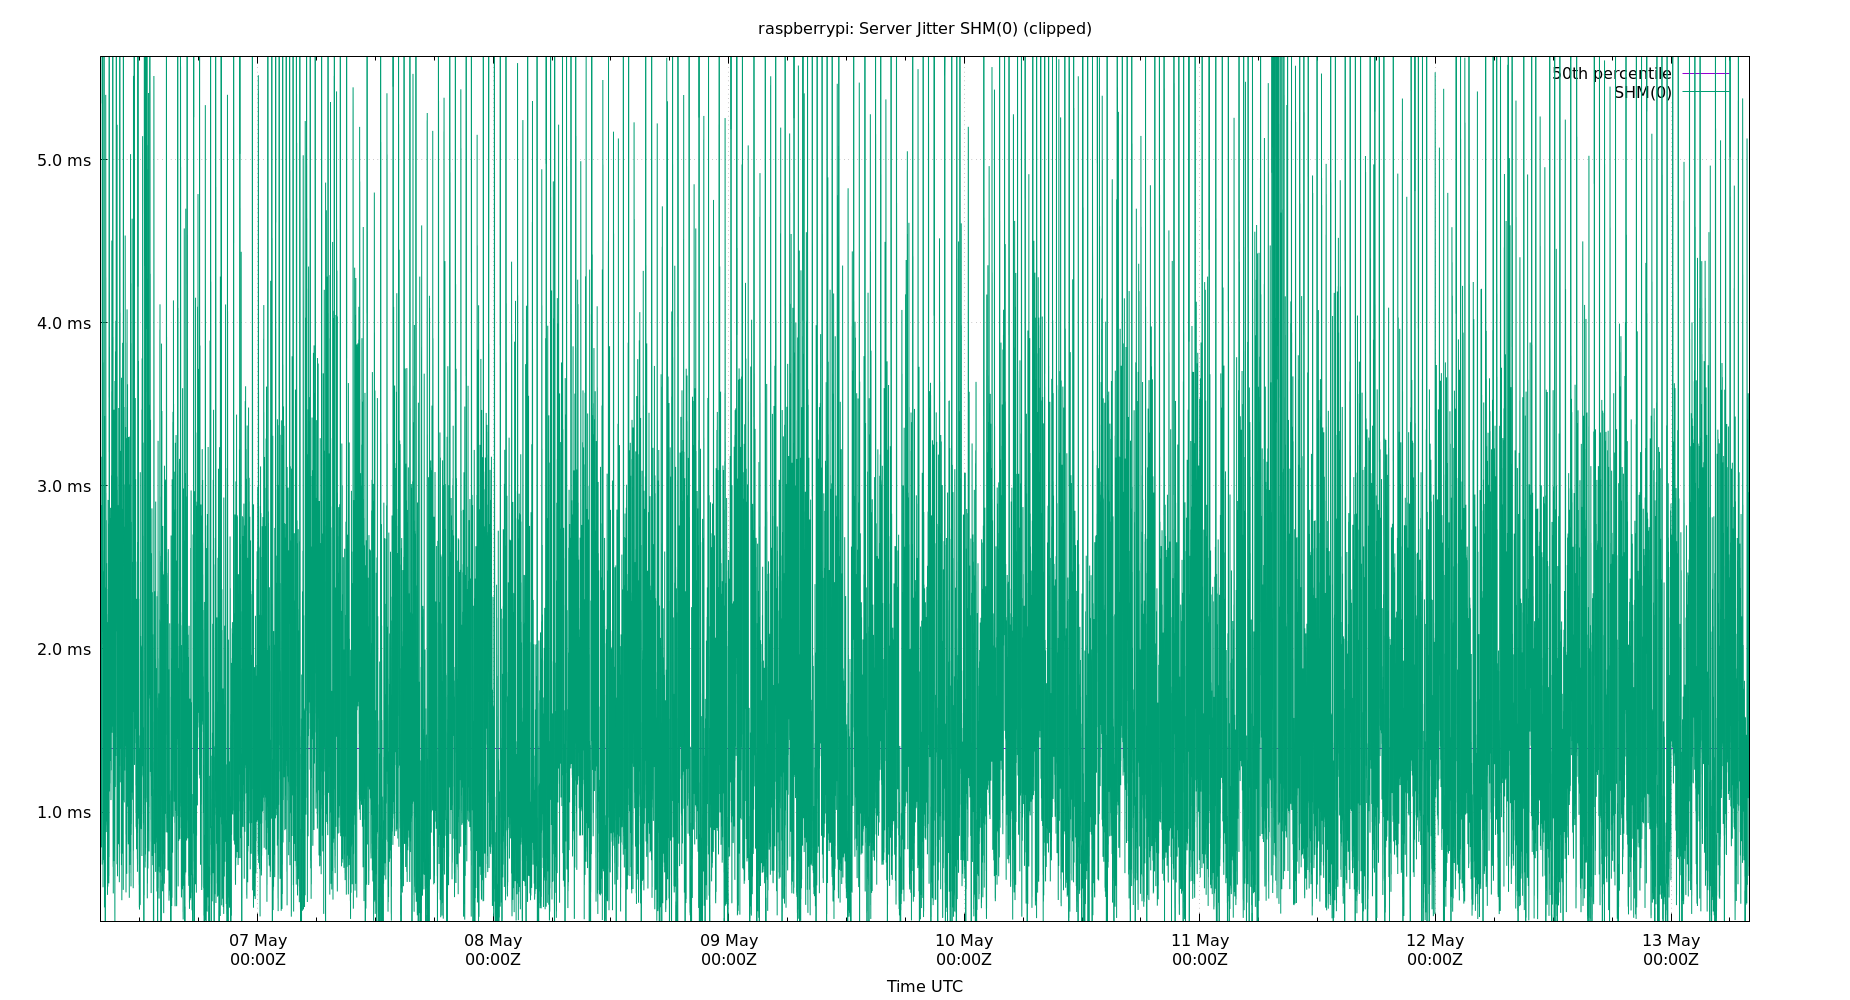 raspberrypi: Server Jitter SHM(0) (clipped)
50th percentile
SHM(0)
5.0 ms
4.0 ms
3.0 ms
2.0 ms
1.0 ms
07 May 08 May 09 May 10 May 11 May 12 May 13 May
00:00Z 00:00Z 00:00Z 00:00Z 00:00Z 00:00Z 00:00Z
Time UTC